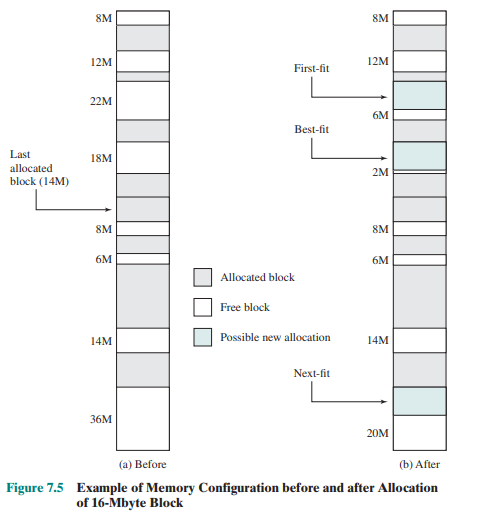 8M
12M
22M
18M
Last
allocated
block (14M)
8M
6M
14M
36M
(a) Before
Allocated block
Free block
Possible new allocation
8M
First-fit
12M
6M
Best-fit
2M
8M
6M
14M
Next-fit
20M
(b) After
Figure 7.5 Example of Memory Configuration before and after Allocation
of 16-Mbyte Block